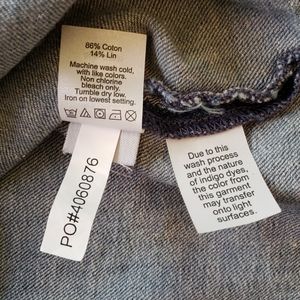 86% Coton
14% Lin
Machine wash cold,
with like colors.
Non chlorine
bleach only.
Tumble dry low.
Iron on lowest setting.
PO#4060876
Due to this
wash process
and the nature
of indigo dyes,
the color from
this garment
may transfer
onto light
surfaces.